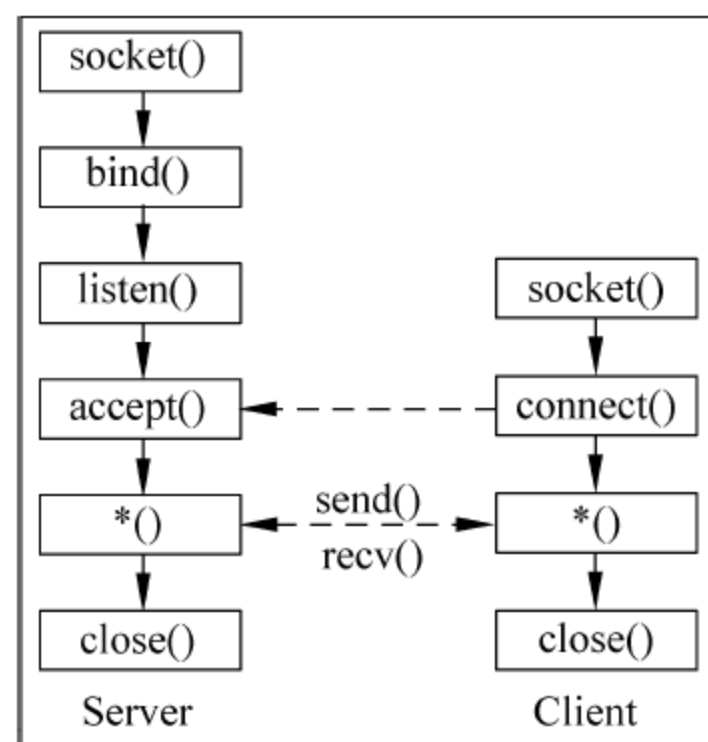 socket()
bind()
listen()
socket()
accept()
connect()
*()
send()
recv()
*()
close()
close()
Server
Client